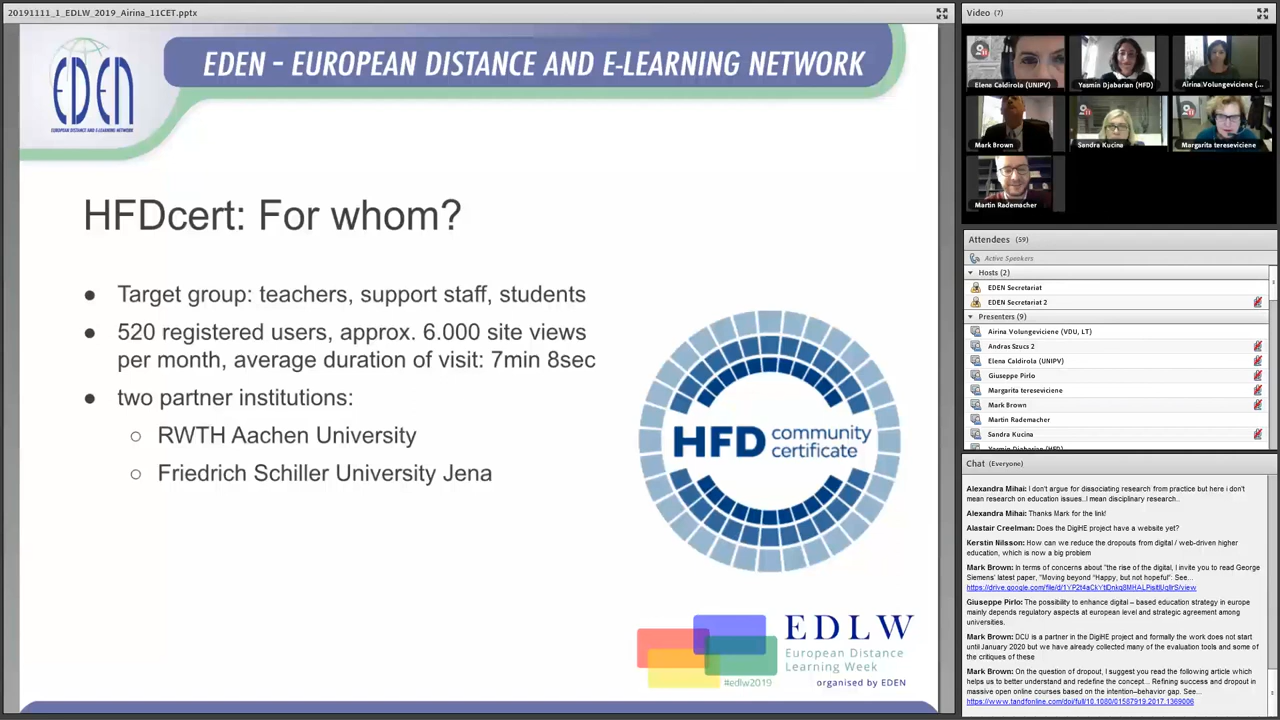 20191111_1_EDLW_2019_Airina_11CET.pptx
EDEN
EUROPEAN DISTANCE AND E-LEARNING NETWORK
EDEN - EUROPEAN DISTANCE AND E-LEARNING NETWORK
HFDcert: For whom?
● Target group: teachers, support staff, students
● 520 registered users, approx. 6.000 site views
per month, average duration of visit: 7min 8sec
● two partner institutions:
○ RWTH Aachen University
○ Friedrich Schiller University Jena
HFD community
certificate
EDLW
European Distance
Learning Week
#edlw2019
organised by EDEN
Video (7)
Elena Caldirola (UNIPV)
Yasmin Djabarian (HFD)
Airina Volungeviciene (...
Mark Brown
Sandra Kucina
Margarita tereseviciene
Martin Rademacher
Attendees (59)
Active Speakers
Hosts (2)
EDEN Secretariat
EDEN Secretariat 2
Presenters (9)
Airina Volungeviciene (VDU, LT)
Andras Szucs 2
Elena Caldirola (UNIPV)
Giuseppe Pirlo
Margarita tereseviciene
Mark Brown
Martin Rademacher
Sandra Kucina
Yasmin Djabarian (HFD)
Chat (Everyone)
Alexandra Mihai: I don't argue for dissociating research from practice but here i don't
mean research on education issues..I mean disciplinary research..
Alexandra Mihai: Thanks Mark for the link!
Alastair Creelman: Does the DigiHE project have a website yet?
Kerstin Nilsson: How can we reduce the dropouts from digital / web-driven higher
education, which is now a big problem
Mark Brown: In terms of concerns about "the rise of the digital, I invite you to read George
Siemens' latest paper, "Moving beyond "Happy, but not hopeful": See...
Giuseppe Pirlo: The possibility to enhance digital – based education strategy in europe
mainly depends regulatory aspects at european level and strategic agreement among
universities.
Mark Brown: DCU is a partner in the DigiHE project and formally the work does not start
until January 2020 but we have already collected many of the evaluation tools and some of
the critiques of these
Mark Brown: On the question of dropout, I suggest you read the following article which
helps us to better understand and redefine the concept... Refining success and dropout in
massive open online courses based on the intention–behavior gap. See...
https://www.tandfonline.com/doi/full/10.1080/01587919.2017.1369006